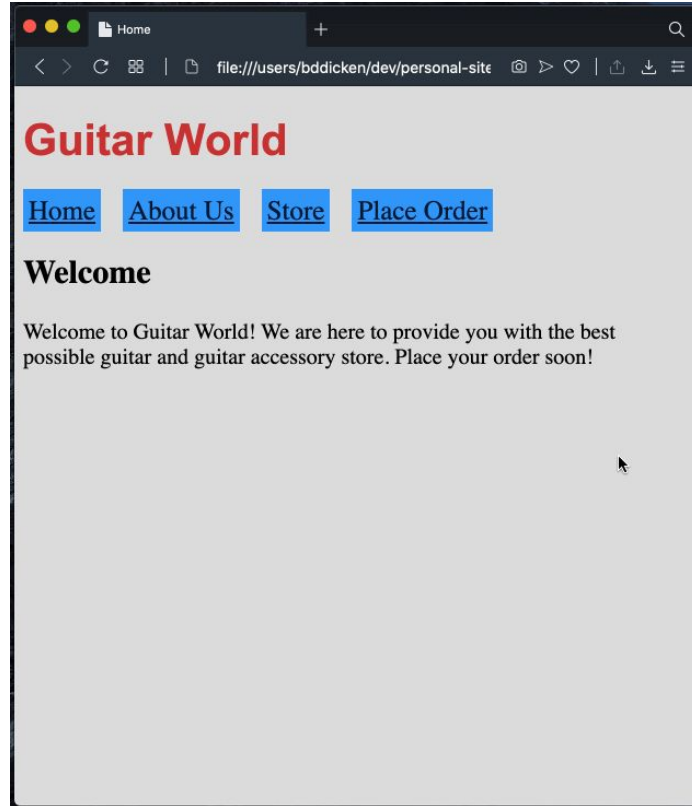 Home
file:///users/bddicken/dev/personal-site
Guitar World
Home About Us Store Place Order
Welcome
Welcome to Guitar World! We are here to provide you with the best
possible guitar and guitar accessory store. Place your order soon!